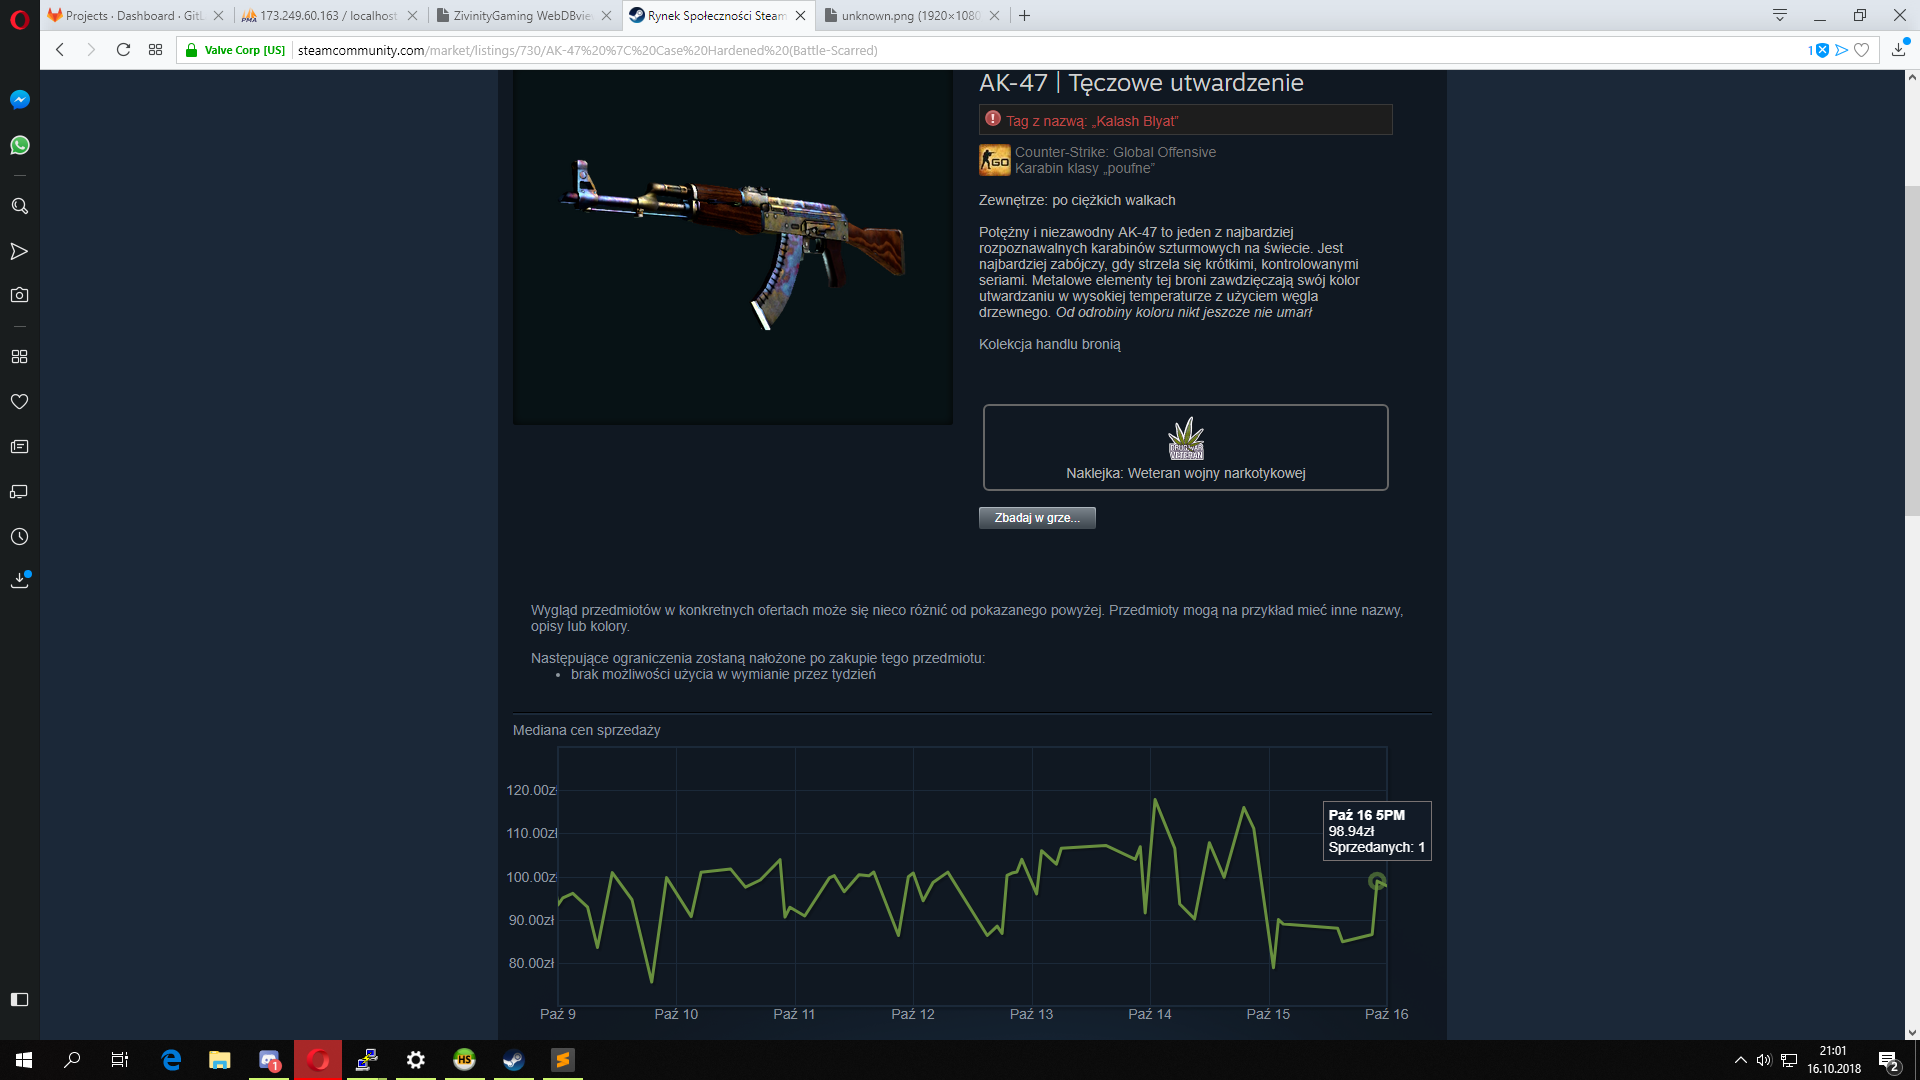 Projects · Dashboard · GitL
173.249.60.163 / localhost
ZivinityGaming WebDBvie
Rynek Społeczności Steam
unknown.png (1920×1080
Valve Corp [US]
steamcommunity.com/market/listings/730/AK-47%20%7C%20Case%20Hardened%20(Battle-Scarred)
1
AK-47 | Tęczowe utwardzenie
Tag z nazwą: „Kalash Blyat”
Counter-Strike: Global Offensive
Karabin klasy „poufne”
Zewnętrze: po ciężkich walkach
Potężny i niezawodny AK-47 to jeden z najbardziej
rozpoznawalnych karabinów szturmowych na świecie. Jest
najbardziej zabójczy, gdy strzela się krótkimi, kontrolowanymi
seriami. Metalowe elementy tej broni zawdzięczają swój kolor
utwardzaniu w wysokiej temperaturze z użyciem węgla
drzewnego. Od odrobiny koloru nikt jeszcze nie umarł
Kolekcja handlu bronią
Naklejka: Weteran wojny narkotykowej
Zbadaj w grze...
Wygląd przedmiotów w konkretnych ofertach może się nieco różnić od pokazanego powyżej. Przedmioty mogą na przykład mieć inne nazwy,
opisy lub kolory.
Następujące ograniczenia zostaną nałożone po zakupie tego przedmiotu:
• brak możliwości użycia w wymianie przez tydzień
Mediana cen sprzedaży
120.00z
110.00zł
100.00z
90.00zł
80.00zł
Paź 16 5PM
98.94zł
Sprzedanych: 1
Paź 9
Paź 10
Paź 11
Paź 12
Paź 13
Paź 14
Paź 15
Paź 16
1
HS
21:01
16.10.2018
2